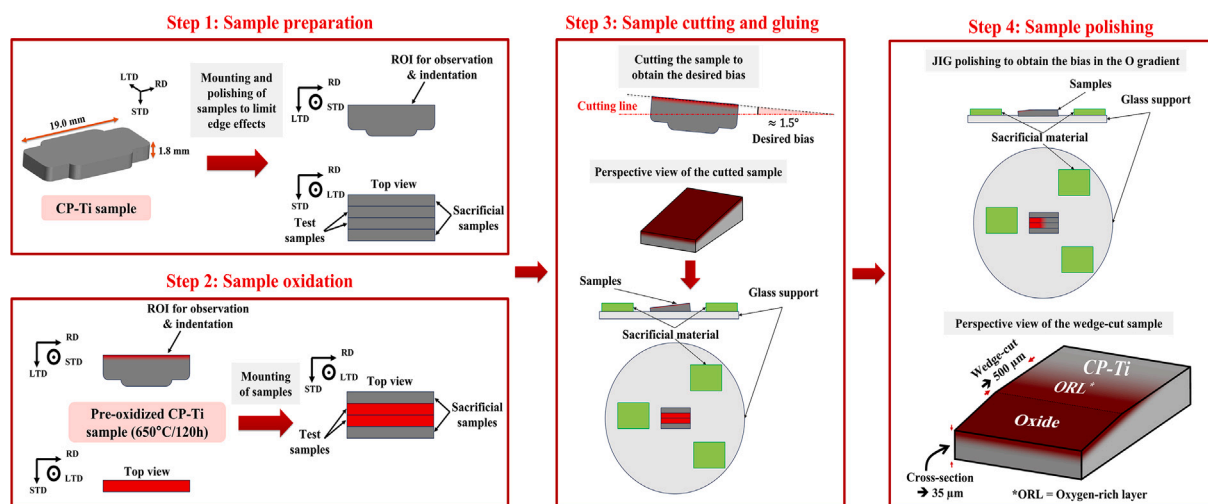 Step 1: Sample preparation
LTD
RD
STD
19.0 mm
1.8 mm
CP-Ti sample
Mounting and
polishing of
samples to limit
edge effects
ROI for observation
& indentation
RD
STD
LTD
RD
LTD
STD
Top view
Test
samples
Sacrificial
samples
Step 2: Sample oxidation
ROI for observation
& indentation
RD
STD
LTD
Pre-oxidized CP-Ti
sample (650°C/120h)
RD
LTD
STD
Top view
Mounting
of samples
RD
LTD
STD
Top view
Test
samples
Sacrificial
samples
Step 3: Sample cutting and gluing
Cutting the sample to
obtain the desired bias
Cutting line
≈ 1.5°
Desired bias
Perspective view of the cutted sample
Samples
Glass support
Sacrificial material
Step 4: Sample polishing
JIG polishing to obtain the bias in the O gradient
Samples
Glass support
Sacrificial material
Perspective view of the wedge-cut sample
Wedge-cut
➔ 500 µm
CP-Ti
ORL*
Oxide
Cross-section
➔ 35 µm
*ORL = Oxygen-rich layer